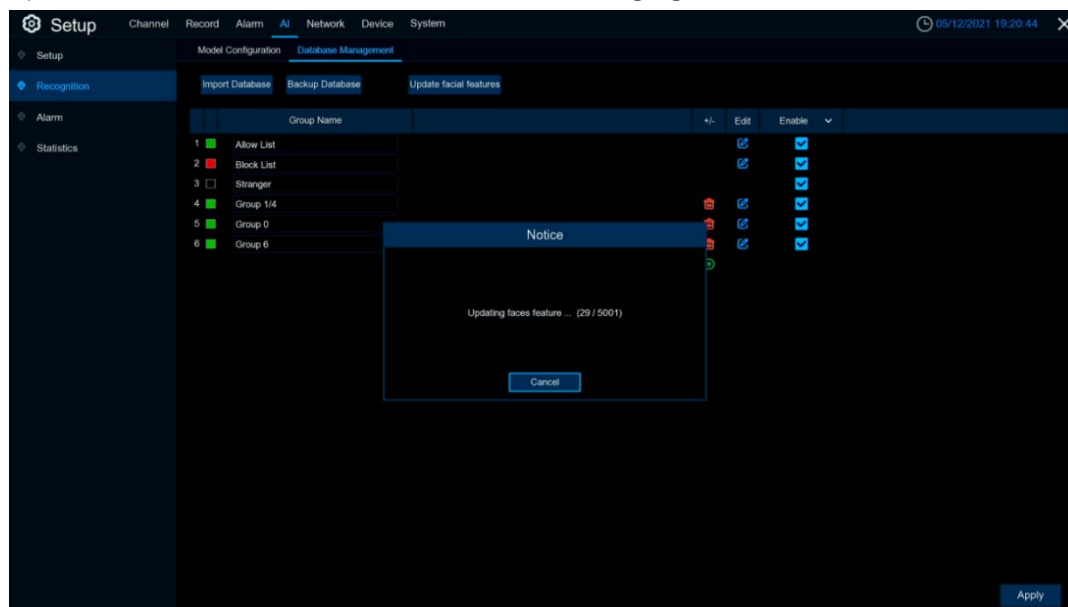 Setup Channel Record Alarm AI Network Device System 05/12/2021 19:20:44 X
Setup Model Configuration Database Management
Recognition Import Database Backup Database Update facial features
Alarm Group Name +/- Edit Enable
Statistics
1 Allow List
2 Block List
3 Stranger
4 Group 1/4
5 Group 0
6 Group 6
Notice
Updating faces feature ... (29 / 5001)
Cancel
Apply